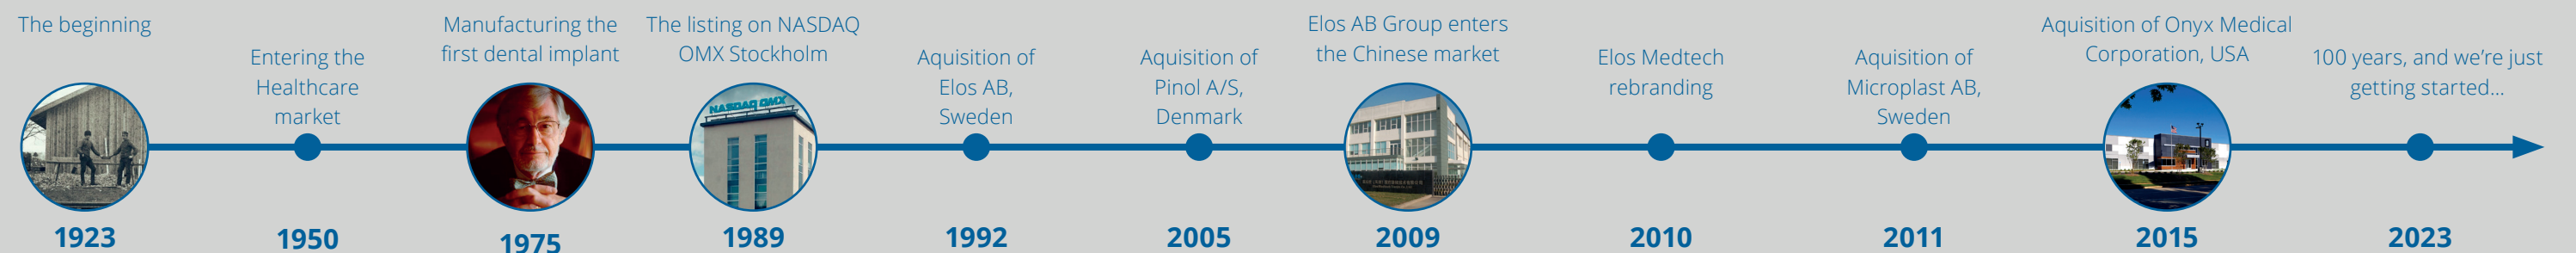 The beginning
1923
Entering the
Healthcare
market
1950
Manufacturing the
first dental implant
1975
The listing on NASDAQ
OMX Stockholm
NASDAQ OMX
1989
Aquisition of
Elos AB,
Sweden
1992
Aquisition of
Pinol A/S,
Denmark
2005
Elos AB Group enters
the Chinese market
2009
Elos Medtech
rebranding
2010
Aquisition of
Microplast AB,
Sweden
2011
Aquisition of Onyx Medical
Corporation, USA
2015
100 years, and we’re just
getting started...
2023